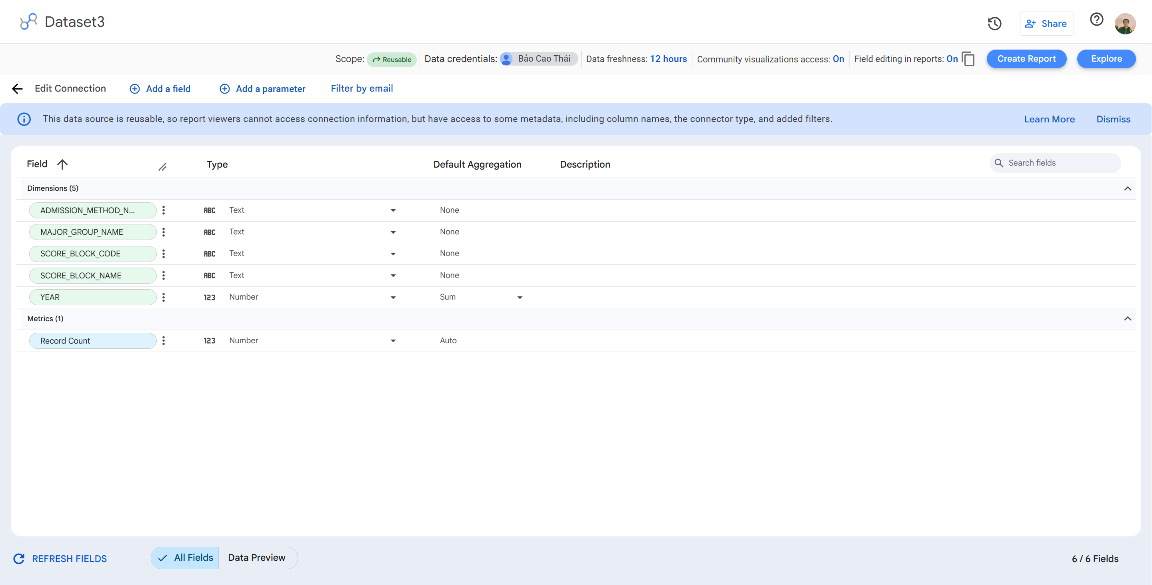 Dataset3
Share
Scope: Reusable Data credentials: Bảo Cao Thái Data freshness: 12 hours Community visualizations access: On Field editing in reports: On Create Report Explore
Edit Connection Add a field Add a parameter Filter by email
This data source is reusable, so report viewers cannot access connection information, but have access to some metadata, including column names, the connector type, and added filters. Learn More Dismiss
Field Type Default Aggregation Description Search fields
Dimensions (5)
ADMISSION_METHOD_N... ABC Text None
MAJOR_GROUP_NAME ABC Text None
SCORE_BLOCK_CODE ABC Text None
SCORE_BLOCK_NAME ABC Text None
YEAR 123 Number Sum
Metrics (1)
Record Count 123 Number Auto
REFRESH FIELDS All Fields Data Preview 6 / 6 Fields